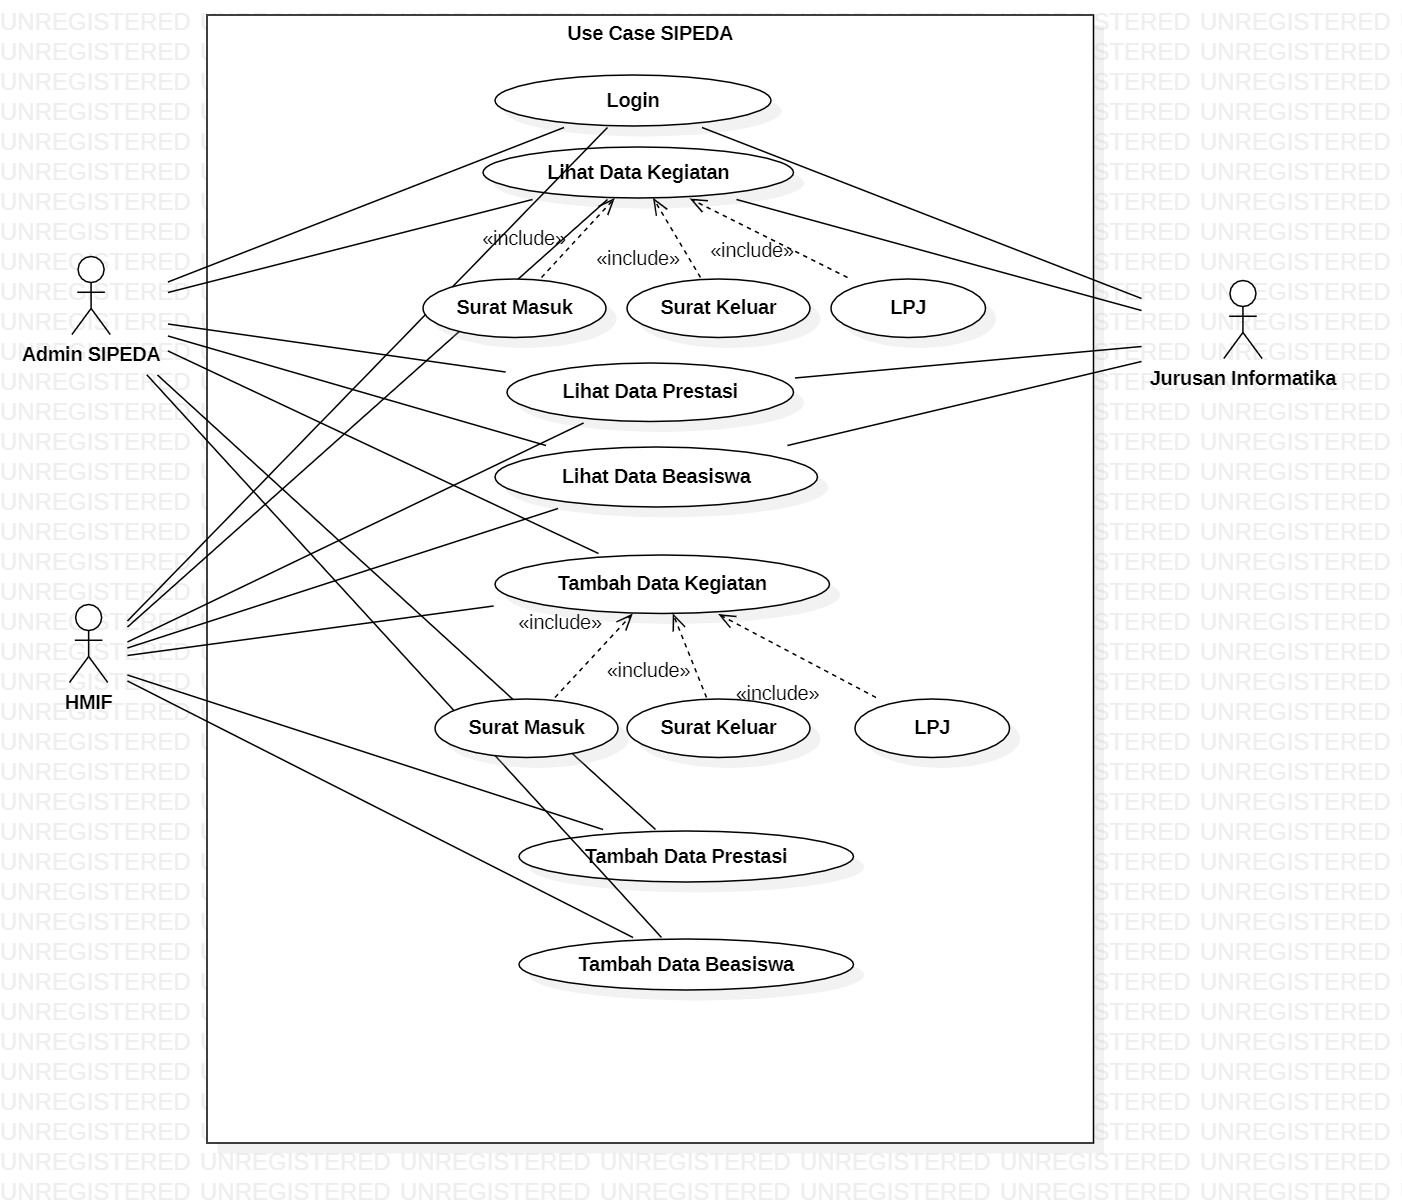 Use Case SIPEDA
Login
Lihat Data Kegiatan
«include»
«include»
«include»
Surat Masuk
Surat Keluar
LPJ
Admin SIPEDA
Jurusan Informatika
Lihat Data Prestasi
Lihat Data Beasiswa
Tambah Data Kegiatan
«include»
«include»
«include»
HMIF
Surat Masuk
Surat Keluar
LPJ
Tambah Data Prestasi
Tambah Data Beasiswa
UNREGISTERED UNREGISTERED UNREGISTERED UNREGISTERED UNREGISTERED UNREGISTERED UNREGISTERED